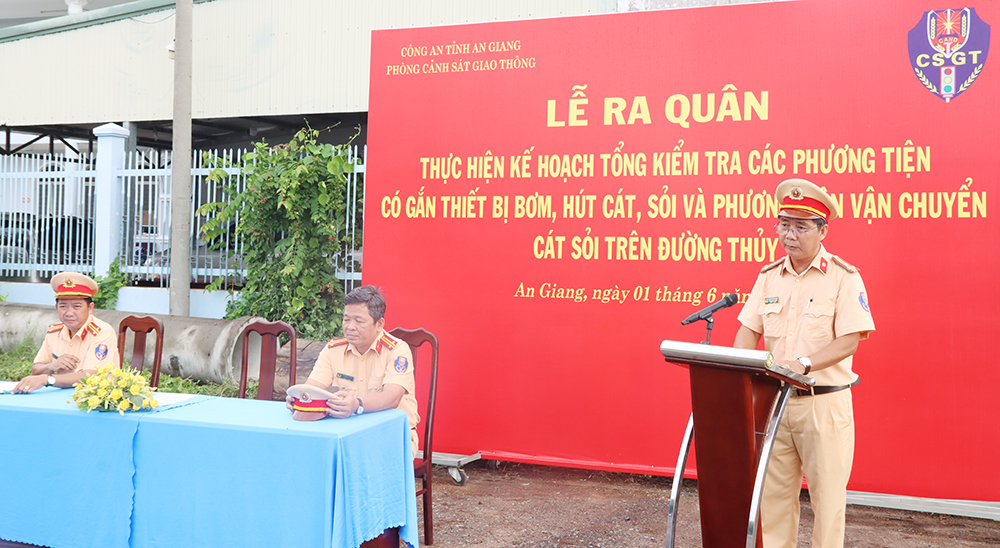 CÔNG AN TỈNH AN GIANG
PHÒNG CẢNH SÁT GIAO THÔNG
CAND
CSGT
LỄ RA QUÂN
THỰC HIỆN KẾ HOẠCH TỔNG KIỂM TRA CÁC PHƯƠNG TIỆN
CÓ GẮN THIẾT BỊ BƠM, HÚT CÁT, SỎI VÀ PHƯƠNG VẬN CHUYỂN
CÁT SỎI TRÊN ĐƯỜNG THỦY
An Giang, ngày 01 tháng 6